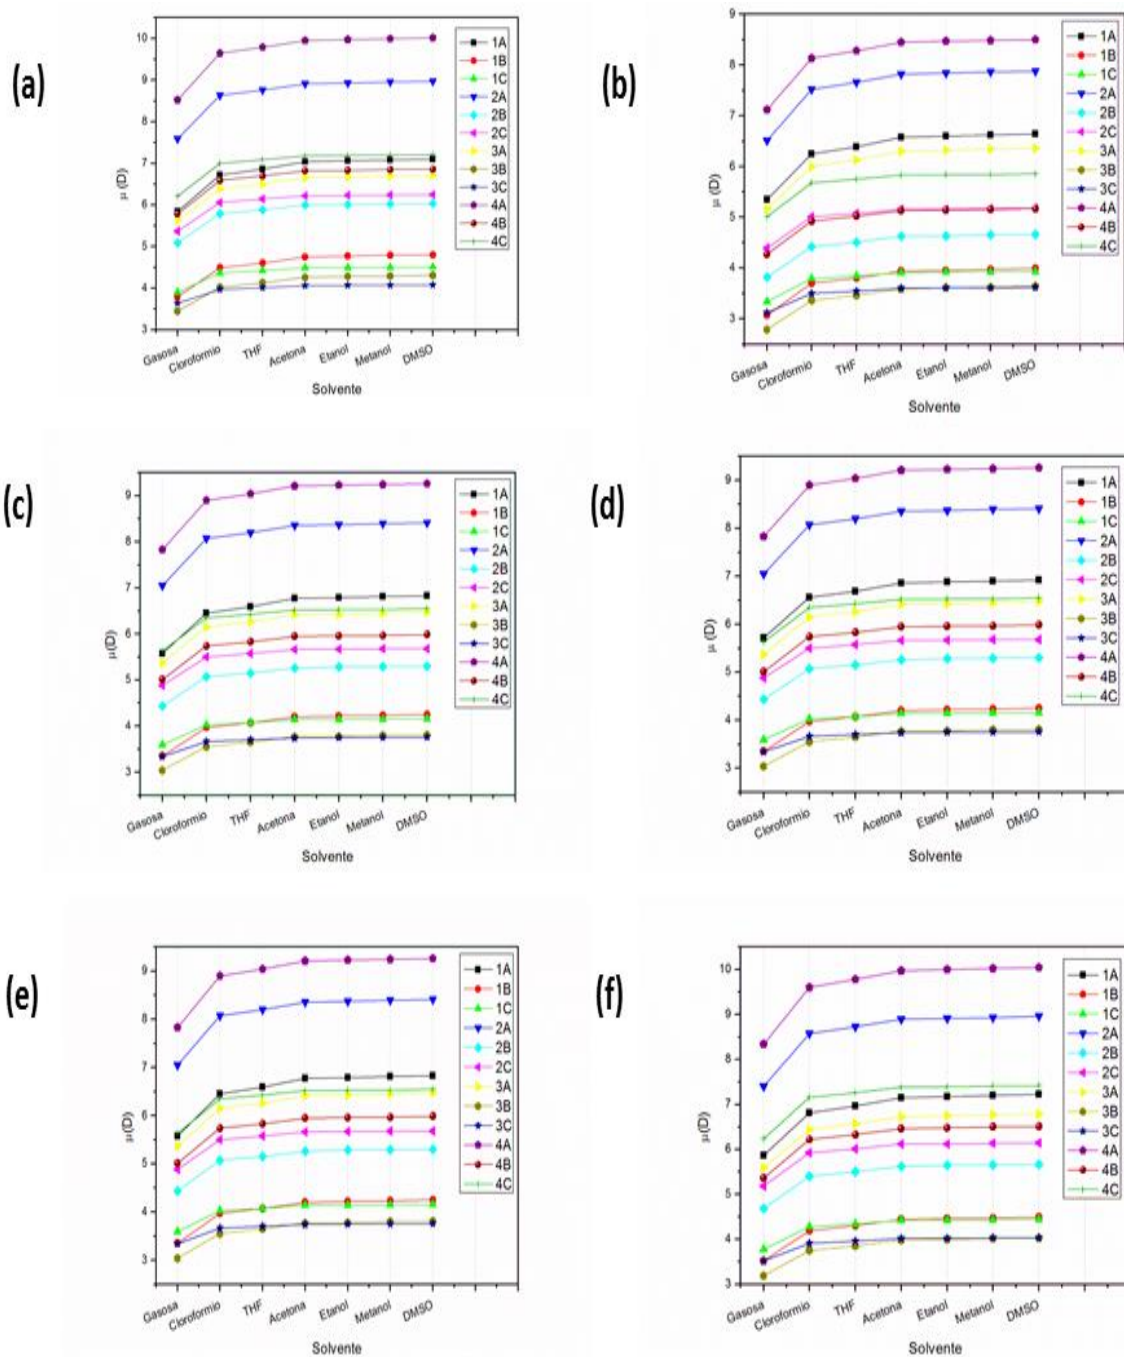 (a)
μ (D)
10
9
8
7
6
5
4
3
Gasosa
Cloroformio
THF
Acetona
Etanol
Metanol
DMSO
Solvente
1A
1B
1C
2A
2B
2C
3A
3B
3C
4A
4B
4C
(b)
μ (D)
9
8
7
6
5
4
3
Gasosa
Cloroformio
THF
Acetona
Etanol
Metanol
DMSO
Solvente
1A
1B
1C
2A
2B
2C
3A
3B
3C
4A
4B
4C
(c)
μ(D)
9
8
7
6
5
4
3
Gasosa
Cloroformio
THF
Acetona
Etanol
Metanol
DMSO
Solvente
1A
1B
1C
2A
2B
2C
3A
3B
3C
4A
4B
4C
(d)
μ (D)
9
8
7
6
5
4
3
Gasosa
Cloroformio
THF
Acetona
Etanol
Metanol
DMSO
Solvente
1A
1B
1C
2A
2B
2C
3A
3B
3C
4A
4B
4C
(e)
μ(D)
9
8
7
6
5
4
3
Gasosa
Cloroformio
THF
Acetona
Etanol
Metanol
DMSO
Solvente
1A
1B
1C
2A
2B
2C
3A
3B
3C
4A
4B
4C
(f)
μ(D)
10
9
8
7
6
5
4
3
Gasosa
Cloroformio
THF
Acetona
Etanol
Metanol
DMSO
Solvente
1A
1B
1C
2A
2B
2C
3A
3B
3C
4A
4B
4C